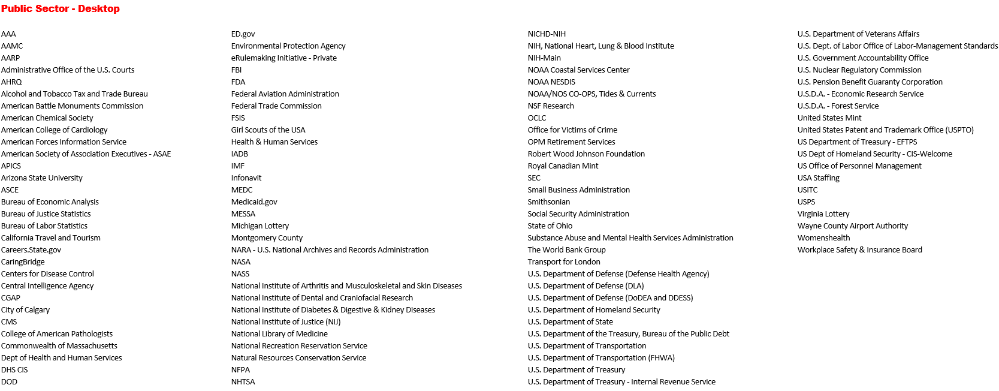 Public Sector - Desktop
AAA
AAMC
AARP
Administrative Office of the U.S. Courts
AHRQ
Alcohol and Tobacco Tax and Trade Bureau
American Battle Monuments Commission
American Chemical Society
American College of Cardiology
American Forces Information Service
American Society of Association Executives - ASAE
APICS
Arizona State University
ASCE
Bureau of Economic Analysis
Bureau of Justice Statistics
Bureau of Labor Statistics
California Travel and Tourism
Careers.State.gov
CaringBridge
Centers for Disease Control
Central Intelligence Agency
CGAP
City of Calgary
CMS
College of American Pathologists
Commonwealth of Massachusetts
Dept of Health and Human Services
DHS CIS
DOD
ED.gov
Environmental Protection Agency
eRulemaking Initiative - Private
FBI
FDA
Federal Aviation Administration
Federal Trade Commission
FSIS
Girl Scouts of the USA
Health & Human Services
IADB
IMF
Infonavit
MEDC
Medicaid.gov
MESSA
Michigan Lottery
Montgomery County
NARA - U.S. National Archives and Records Administration
NASA
NASS
National Institute of Arthritis and Musculoskeletal and Skin Diseases
National Institute of Dental and Craniofacial Research
National Institute of Diabetes & Digestive & Kidney Diseases
National Institute of Justice (NIJ)
National Library of Medicine
National Recreation Reservation Service
Natural Resources Conservation Service
NFPA
NHTSA
NICHD-NIH
NIH, National Heart, Lung & Blood Institute
NIH-Main
NOAA Coastal Services Center
NOAA NESDIS
NOAA/NOS CO-OPS, Tides & Currents
NSF Research
OCLC
Office for Victims of Crime
OPM Retirement Services
Robert Wood Johnson Foundation
Royal Canadian Mint
SEC
Small Business Administration
Smithsonian
Social Security Administration
State of Ohio
Substance Abuse and Mental Health Services Administration
The World Bank Group
Transport for London
U.S. Department of Defense (Defense Health Agency)
U.S. Department of Defense (DLA)
U.S. Department of Defense (DoDEA and DDESS)
U.S. Department of Homeland Security
U.S. Department of State
U.S. Department of the Treasury, Bureau of the Public Debt
U.S. Department of Transportation
U.S. Department of Transportation (FHWA)
U.S. Department of Treasury
U.S. Department of Treasury - Internal Revenue Service
U.S. Department of Veterans Affairs
U.S. Dept. of Labor Office of Labor-Management Standards
U.S. Government Accountability Office
U.S. Nuclear Regulatory Commission
U.S. Pension Benefit Guaranty Corporation
U.S.D.A. - Economic Research Service
U.S.D.A. - Forest Service
United States Mint
United States Patent and Trademark Office (USPTO)
US Department of Treasury - EFTPS
US Dept of Homeland Security - CIS-Welcome
US Office of Personnel Management
USA Staffing
USITC
USPS
Virginia Lottery
Wayne County Airport Authority
Womenshealth
Workplace Safety & Insurance Board